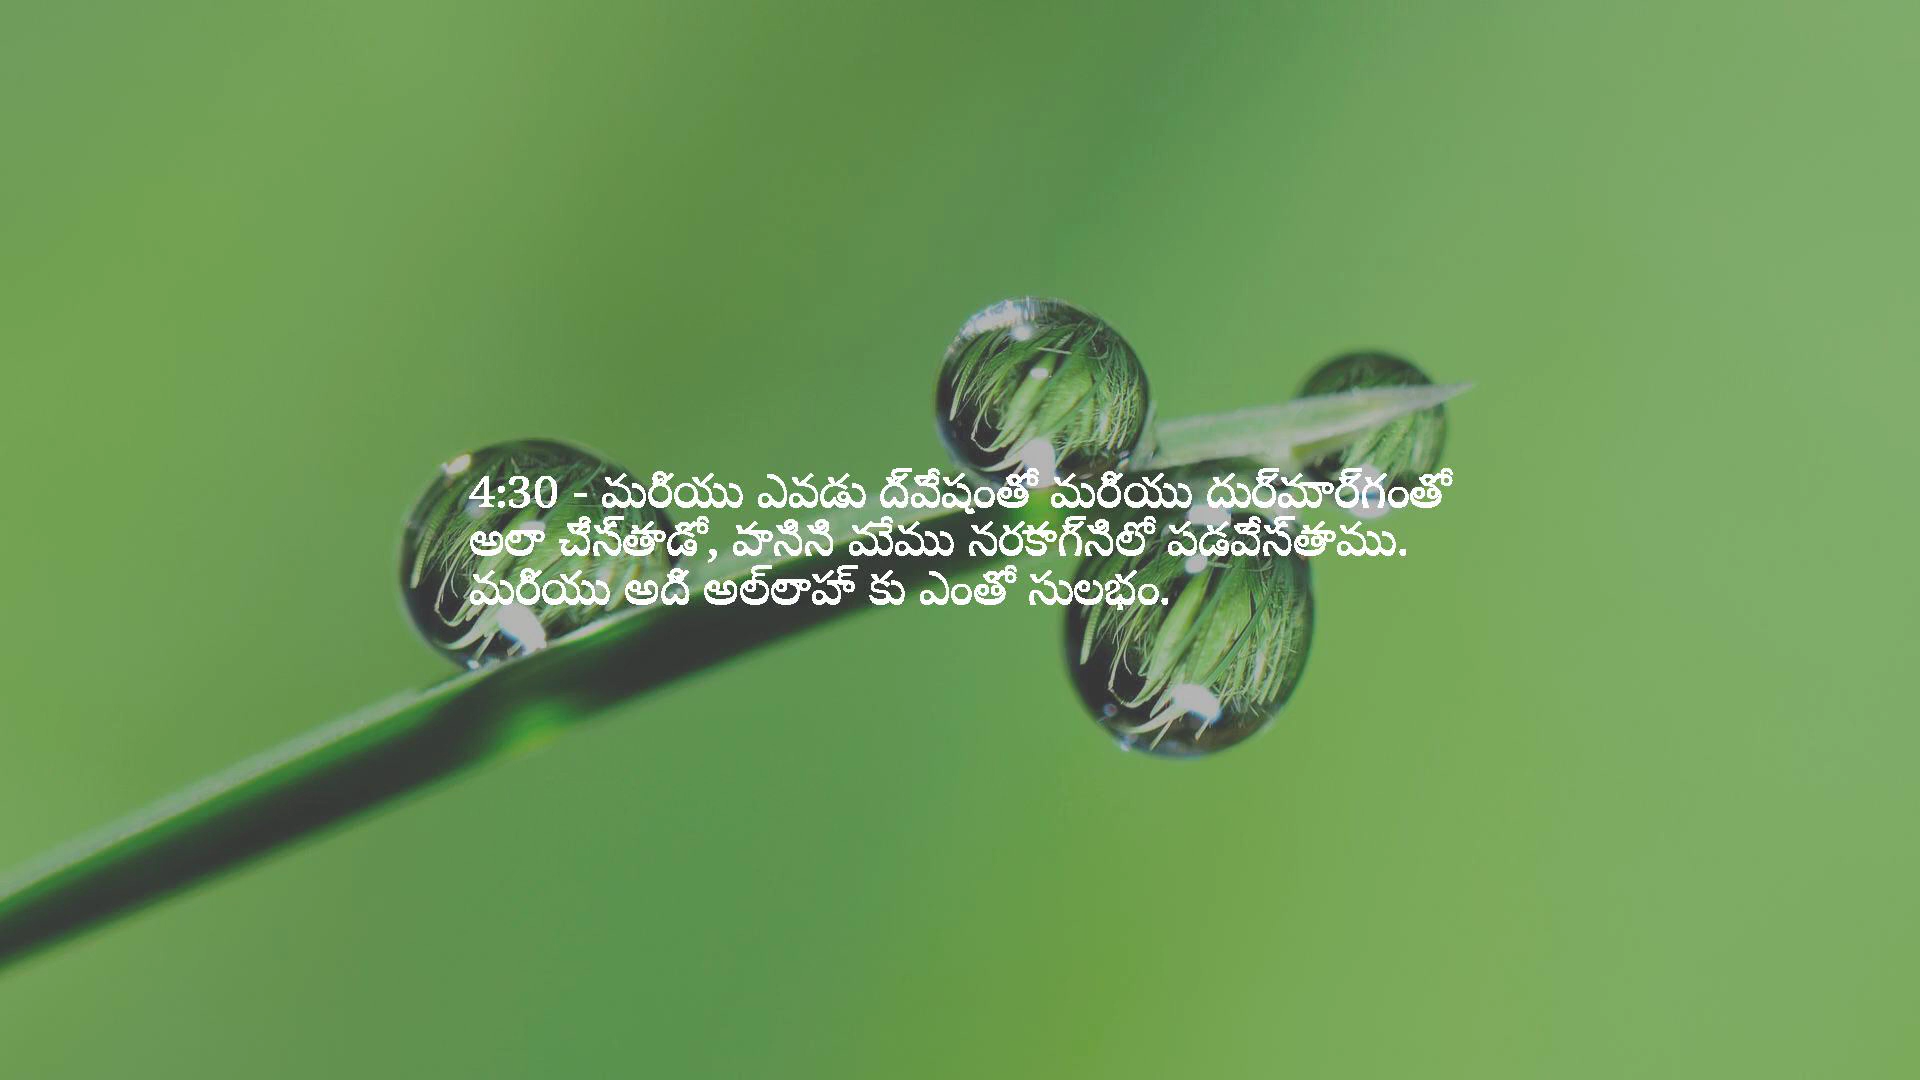 4:30 - మరియు ఎవడు ద్వేషంతో మరియు దుర్మార్గంతో
అలా చేస్తాడో, వానిని మేము నరకాగ్నిలో పడవేస్తాము.
మరియు అది అల్లాహ్ కు ఎంతో సులభం.